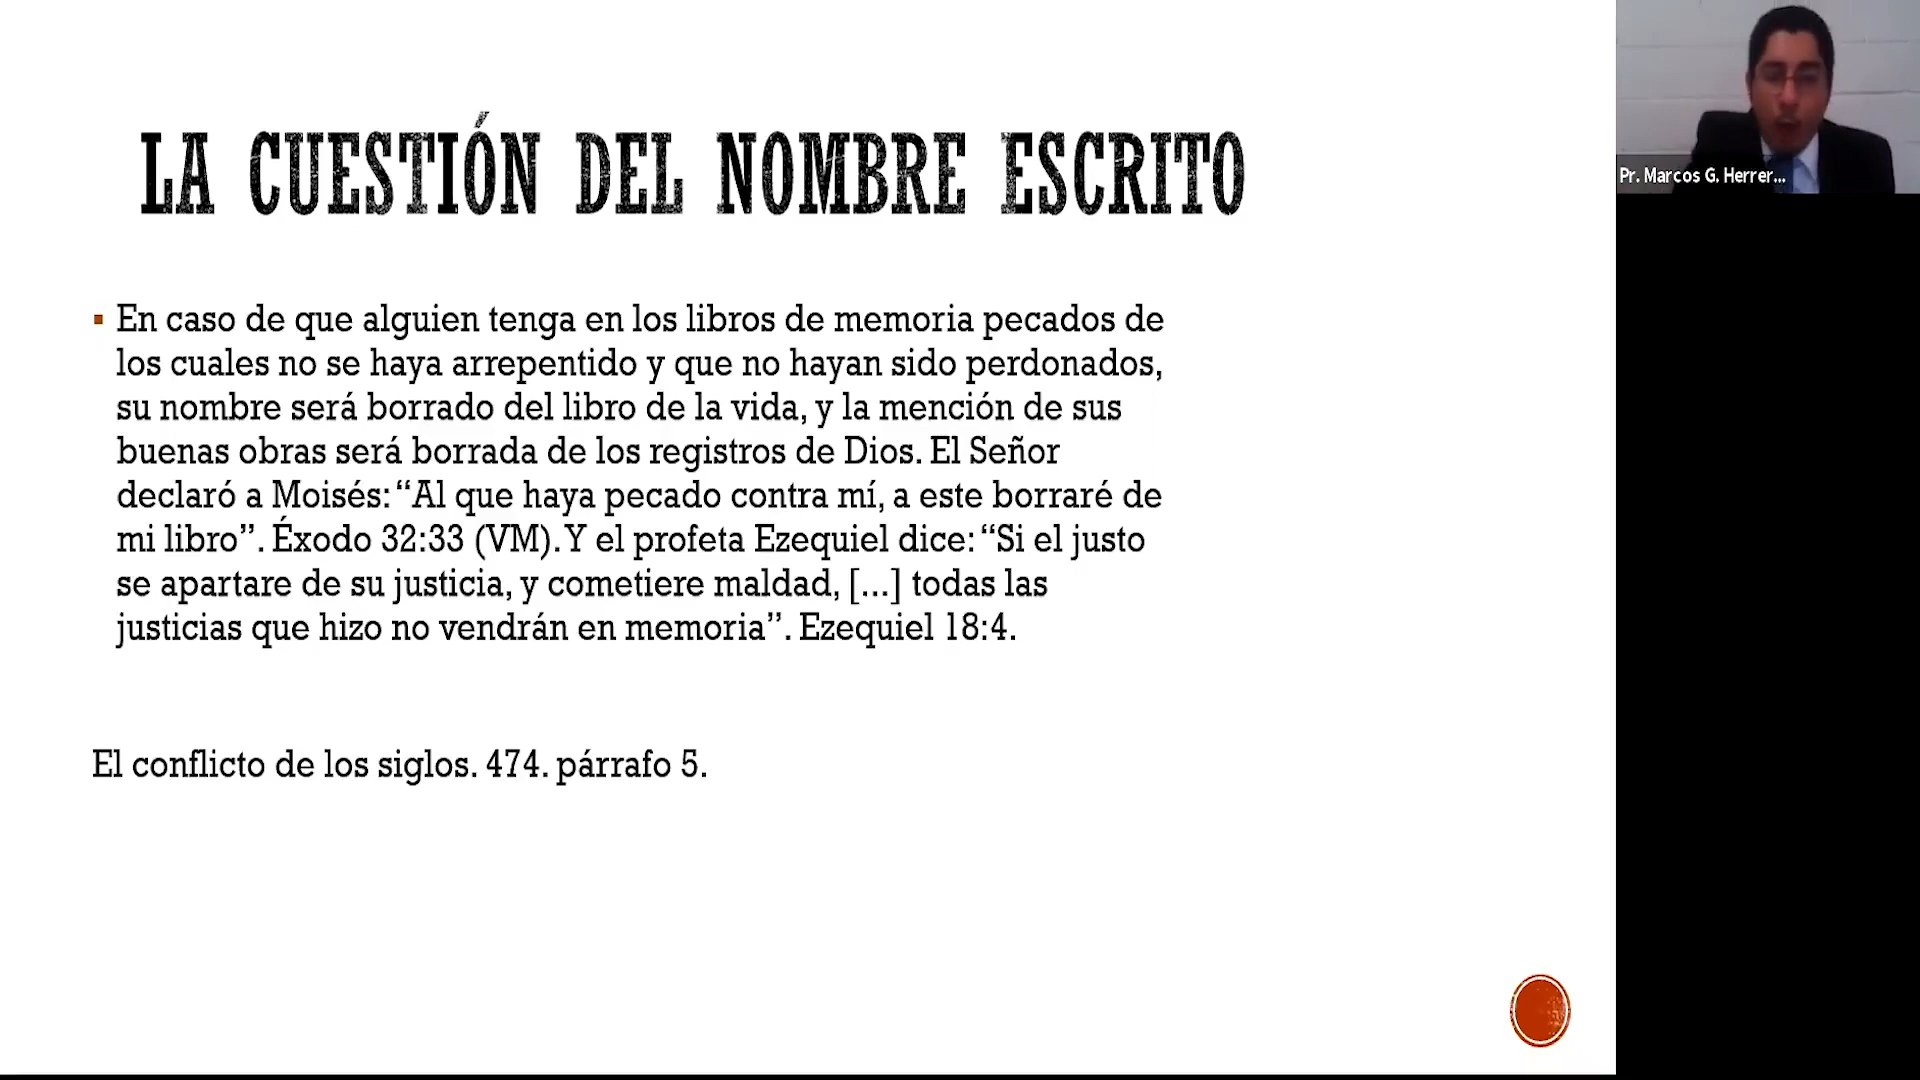 LA CUESTIÓN DEL NOMBRE ESCRITO
▪ En caso de que alguien tenga en los libros de memoria pecados de
los cuales no se haya arrepentido y que no hayan sido perdonados,
su nombre será borrado del libro de la vida, y la mención de sus
buenas obras será borrada de los registros de Dios. El Señor
declaró a Moisés: “Al que haya pecado contra mí, a este borraré de
mi libro”. Éxodo 32:33 (VM). Y el profeta Ezequiel dice: “Si el justo
se apartare de su justicia, y cometiere maldad, [...] todas las
justicias que hizo no vendrán en memoria”. Ezequiel 18:4.
El conflicto de los siglos. 474. párrafo 5.
Pr. Marcos G. Herrer...